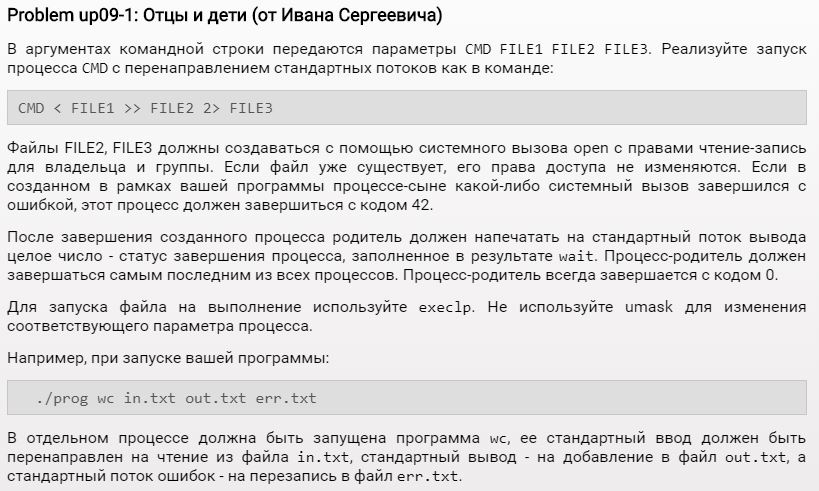 Problem up09-1: Отцы и дети (от Ивана Сергеевича)
В аргументах командной строки передаются параметры CMD FILE1 FILE2 FILE3. Реализуйте запуск
процесса CMD с перенаправлением стандартных потоков как в команде:
CMD < FILE1 >> FILE2 2> FILE3
Файлы FILE2, FILE3 должны создаваться с помощью системного вызова open с правами чтение-запись
для владельца и группы. Если файл уже существует, его права доступа не изменяются. Если в
созданном в рамках вашей программы процессе-сыне какой-либо системный вызов завершился с
ошибкой, этот процесс должен завершиться с кодом 42.
После завершения созданного процесса родитель должен напечатать на стандартный поток вывода
целое число - статус завершения процесса, заполненное в результате wait. Процесс-родитель должен
завершаться самым последним из всех процессов. Процесс-родитель всегда завершается с кодом 0.
Для запуска файла на выполнение используйте execlp. Не используйте umask для изменения
соответствующего параметра процесса.
Например, при запуске вашей программы:
./prog wc in.txt out.txt err.txt
В отдельном процессе должна быть запущена программа wc, ее стандартный ввод должен быть
перенаправлен на чтение из файла in.txt, стандартный вывод - на добавление в файл out.txt, а
стандартный поток ошибок - на перезапись в файл err.txt.